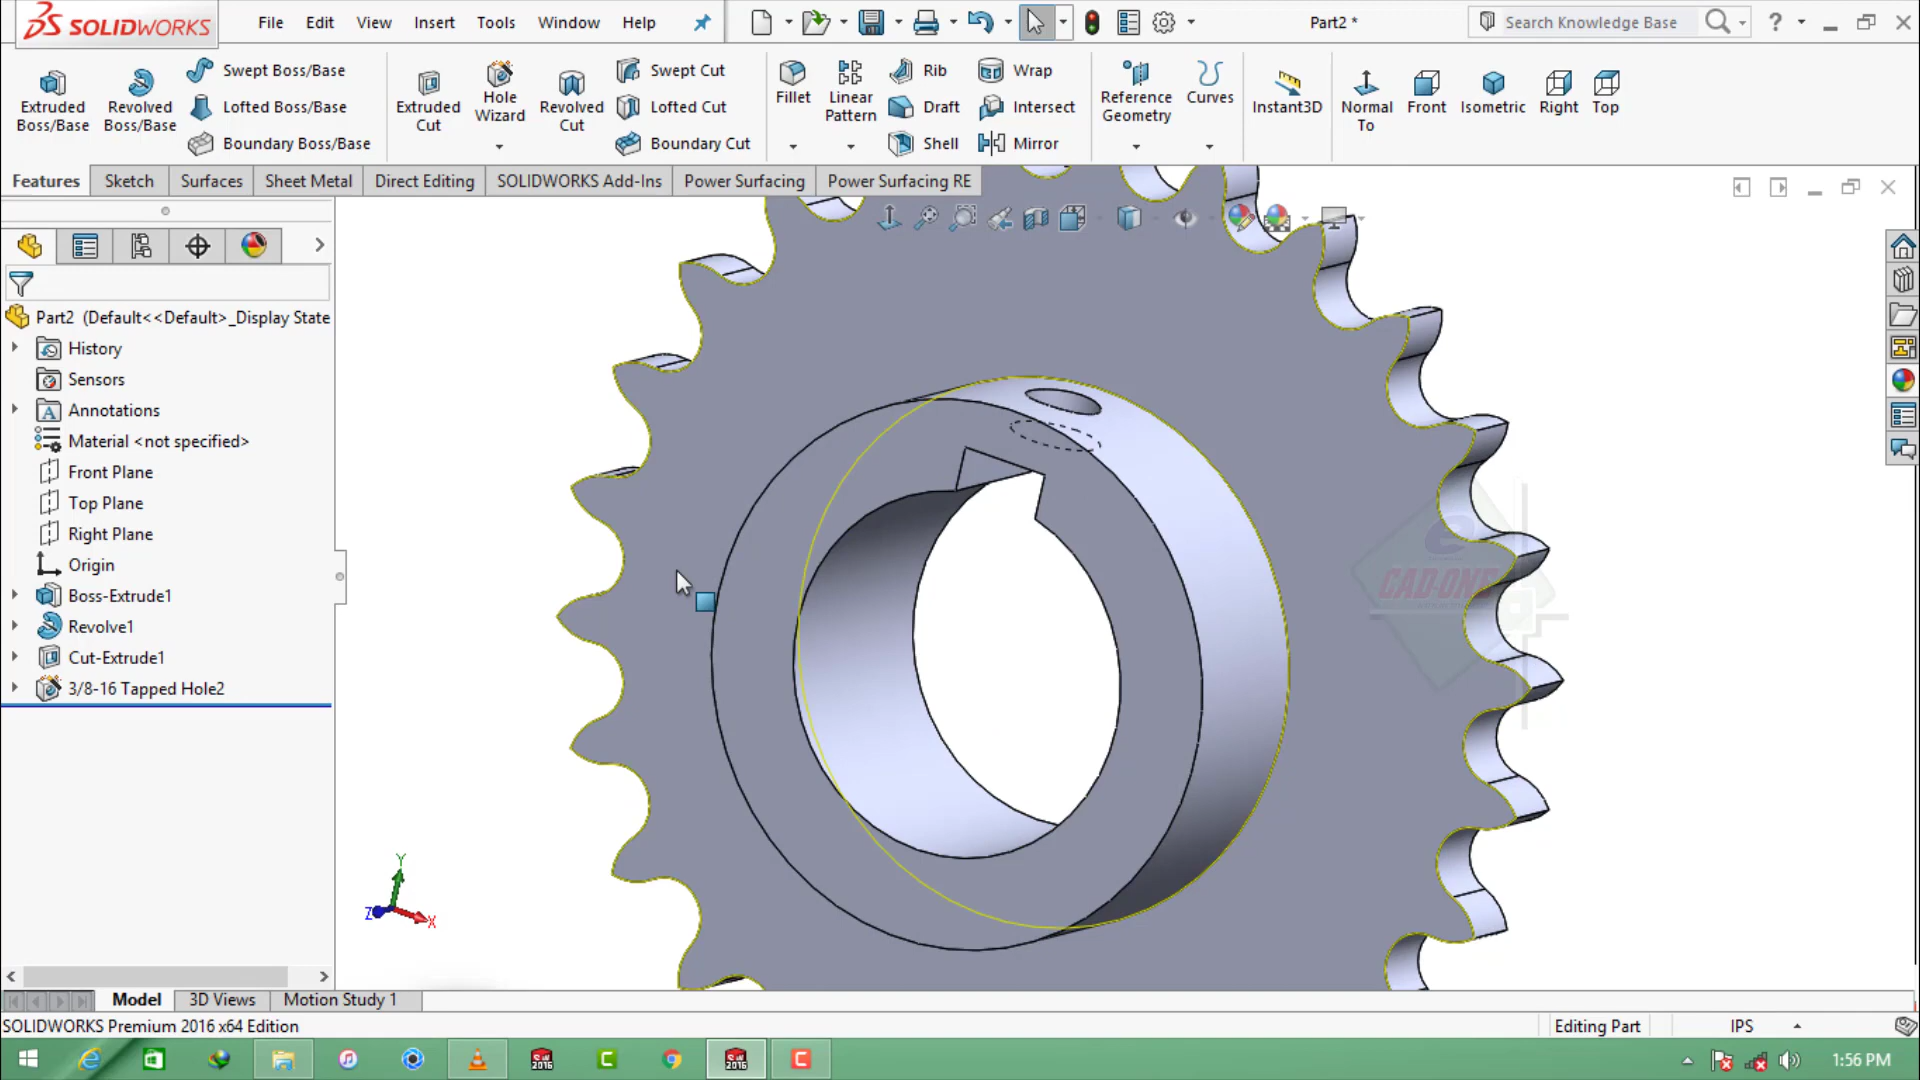 SOLIDWORKS File Edit View Insert Tools Window Help Part2 * Search Knowledge Base ?
Extruded Boss/Base
Revolved Boss/Base
Swept Boss/Base
Lofted Boss/Base
Boundary Boss/Base
Extruded Cut
Hole Wizard
Revolved Cut
Swept Cut
Lofted Cut
Boundary Cut
Fillet
Linear Pattern
Rib
Draft
Shell
Wrap
Intersect
Mirror
Reference Geometry
Curves
Instant3D
Normal To
Front
Isometric
Right
Top
Features Sketch Surfaces Sheet Metal Direct Editing SOLIDWORKS Add-Ins Power Surfacing Power Surfacing RE
Part2 (Default<<Default>_Display State
History
Sensors
Annotations
Material <not specified>
Front Plane
Top Plane
Right Plane
Origin
Boss-Extrude1
Revolve1
Cut-Extrude1
3/8-16 Tapped Hole2
e
CAD-ONE
Y
Z
X
Model 3D Views Motion Study 1
SOLIDWORKS Premium 2016 x64 Edition Editing Part IPS
1:56 PM